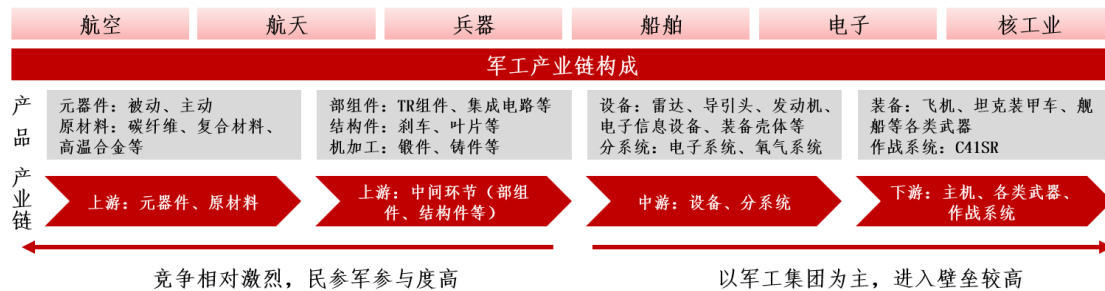 航空
航天
兵器
船舶
电子
核工业
军工产业链构成
产品
元器件：被动、主动
原材料：碳纤维、复合材料、
高温合金等
部组件：TR组件、集成电路等
结构件：刹车、叶片等
机加工：锻件、铸件等
设备：雷达、导引头、发动机、
电子信息设备、装备壳体等
分系统：电子系统、氧气系统
装备：飞机、坦克装甲车、舰
船等各类武器
作战系统：C41SR
产业链
上游：元器件、原材料
上游：中间环节（部组
件、结构件等）
中游：设备、分系统
下游：主机、各类武器、
作战系统
竞争相对激烈，民参军参与度高
以军工集团为主，进入壁垒较高